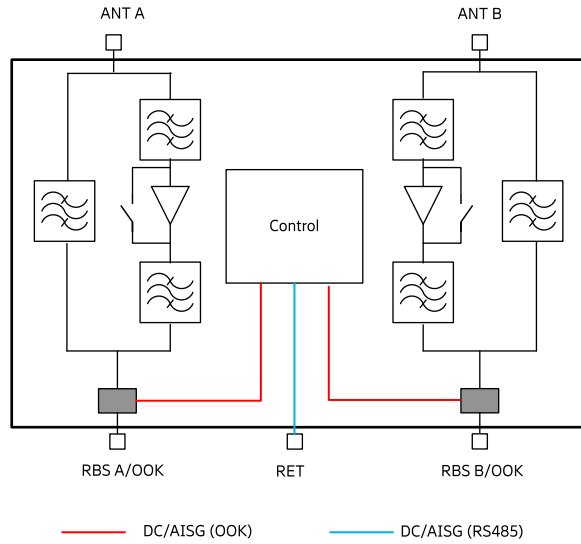 ANT A
ANT B
Control
RBS A/OOK
RET
RBS B/OOK
DC/AISG (OOK)
DC/AISG (RS485)